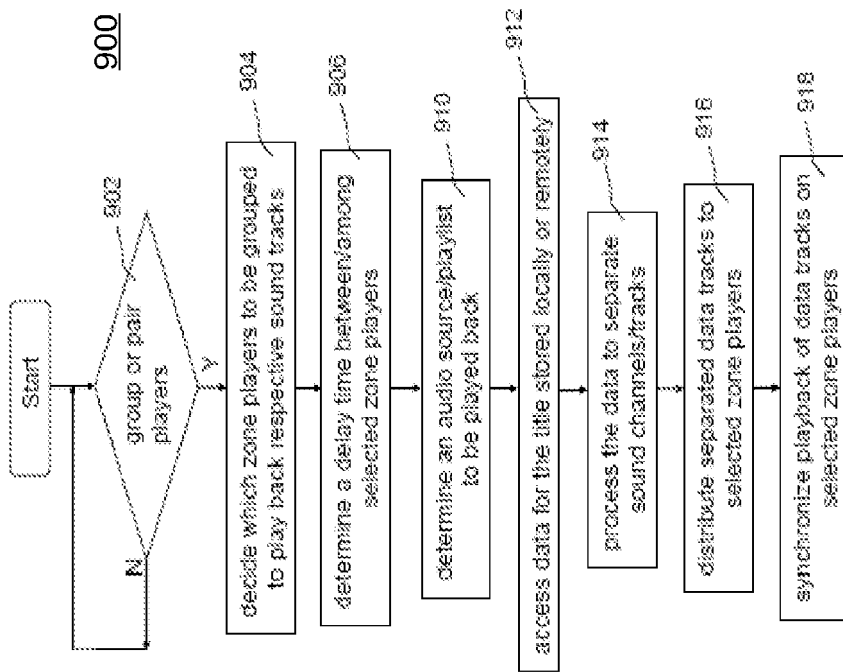 900
Start
902
group or pair
players
N
Y
904
decide which zone players to be grouped
to play back respective sound tracks
906
determine a delay time between/among
selected zone players
910
determine an audio source/playlist
to be played back
912
access data for the title stored locally or remotely
914
process the data to separate
sound channels/tracks
916
distribute separated data tracks to
selected zone players
918
synchronize playback of data tracks on
selected zone players